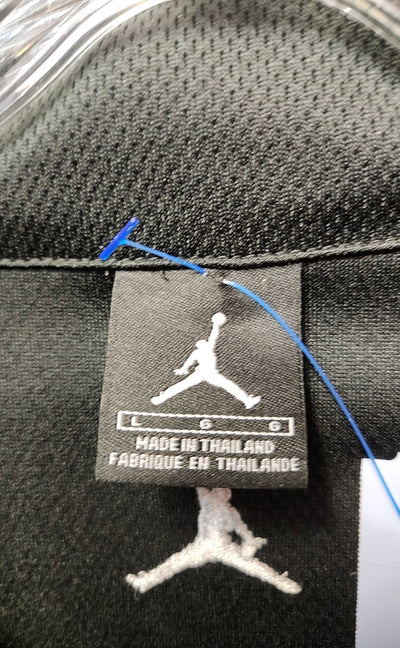 L G G
MADE IN THAILAND
FABRIQUE EN THAILANDE